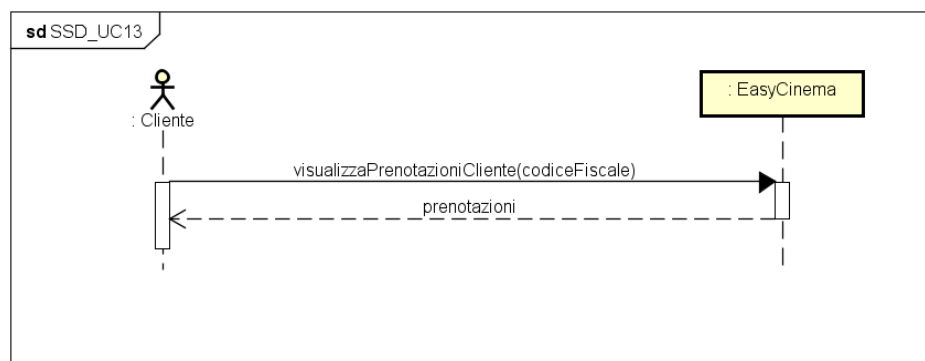 sd SSD_UC13
: Cliente
: EasyCinema
visualizzaPrenotazioniCliente(codiceFiscale)
prenotazioni